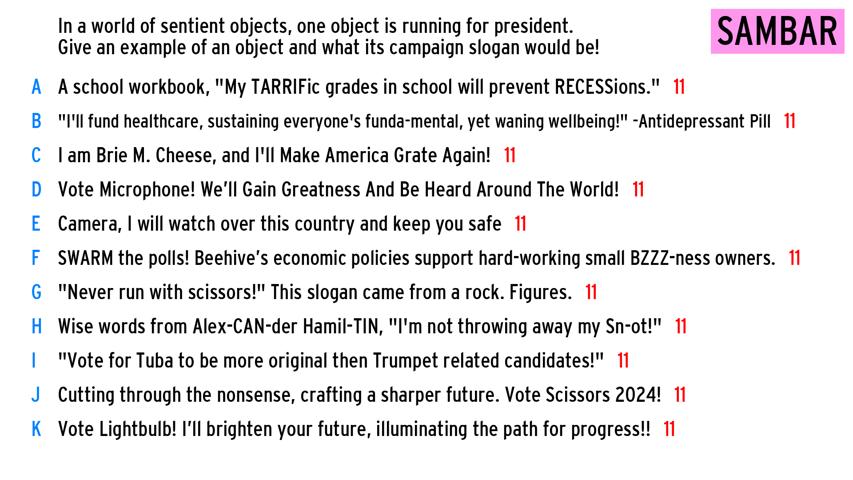 In a world of sentient objects, one object is running for president.
Give an example of an object and what its campaign slogan would be!
SAMBAR
A A school workbook, "My TARRIFic grades in school will prevent RECESSions." 11
B "I'll fund healthcare, sustaining everyone's funda-mental, yet waning wellbeing!" -Antidepressant Pill 11
C I am Brie M. Cheese, and I'll Make America Grate Again! 11
D Vote Microphone! We’ll Gain Greatness And Be Heard Around The World! 11
E Camera, I will watch over this country and keep you safe 11
F SWARM the polls! Beehive’s economic policies support hard-working small BZZZ-ness owners. 11
G "Never run with scissors!" This slogan came from a rock. Figures. 11
H Wise words from Alex-CAN-der Hamil-TIN, "I'm not throwing away my Sn-ot!" 11
I "Vote for Tuba to be more original then Trumpet related candidates!" 11
J Cutting through the nonsense, crafting a sharper future. Vote Scissors 2024! 11
K Vote Lightbulb! I’ll brighten your future, illuminating the path for progress!! 11